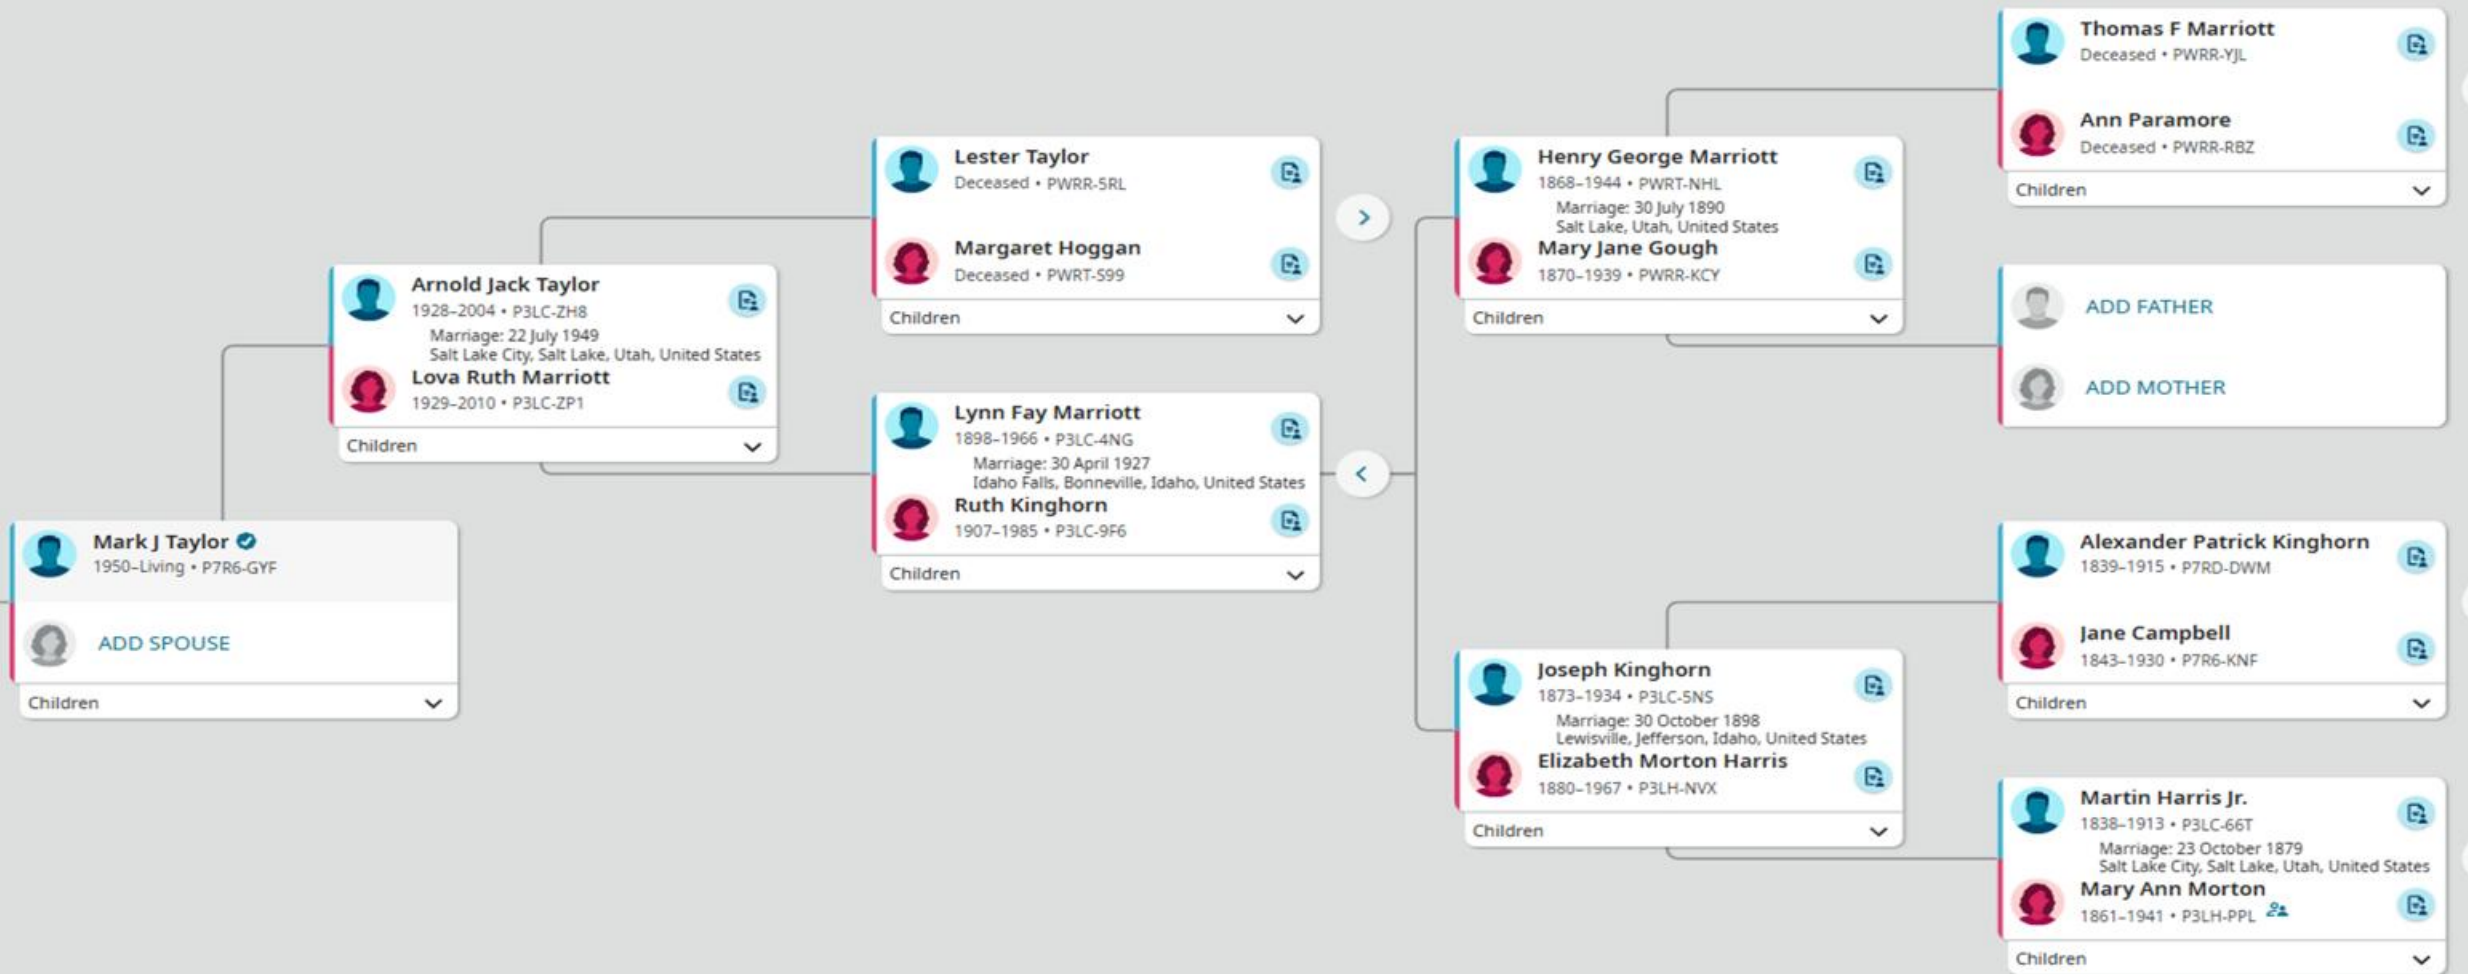 Mark J Taylor
1950–Living • P7R6-GYF
ADD SPOUSE
Children
Arnold Jack Taylor
1928–2004 • P3LC-ZH8
Marriage: 22 July 1949
Salt Lake City, Salt Lake, Utah, United States
Lova Ruth Marriott
1929–2010 • P3LC-ZP1
Children
Lester Taylor
Deceased • PWRR-5RL
Margaret Hoggan
Deceased • PWRT-S99
Children
Lynn Fay Marriott
1898–1966 • P3LC-4NG
Marriage: 30 April 1927
Idaho Falls, Bonneville, Idaho, United States
Ruth Kinghorn
1907–1985 • P3LC-9F6
Children
Henry George Marriott
1868–1944 • PWRT-NHL
Marriage: 30 July 1890
Salt Lake, Utah, United States
Mary Jane Gough
1870–1939 • PWRR-KCY
Children
Joseph Kinghorn
1873–1934 • P3LC-5NS
Marriage: 30 October 1898
Lewisville, Jefferson, Idaho, United States
Elizabeth Morton Harris
1880–1967 • P3LH-NVX
Children
Thomas F Marriott
Deceased • PWRR-YJL
Ann Paramore
Deceased • PWRR-RBZ
Children
ADD FATHER
ADD MOTHER
Alexander Patrick Kinghorn
1839–1915 • P7RD-DWM
Jane Campbell
1843–1930 • P7R6-KNF
Children
Martin Harris Jr.
1838–1913 • P3LC-66T
Marriage: 23 October 1879
Salt Lake City, Salt Lake, Utah, United States
Mary Ann Morton
1861–1941 • P3LH-PPL
Children